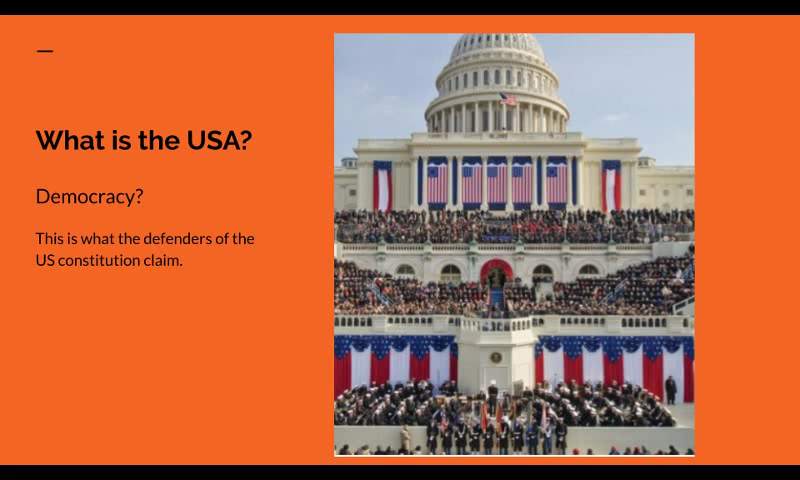 What is the USA?
Democracy?
This is what the defenders of the
US constitution claim.